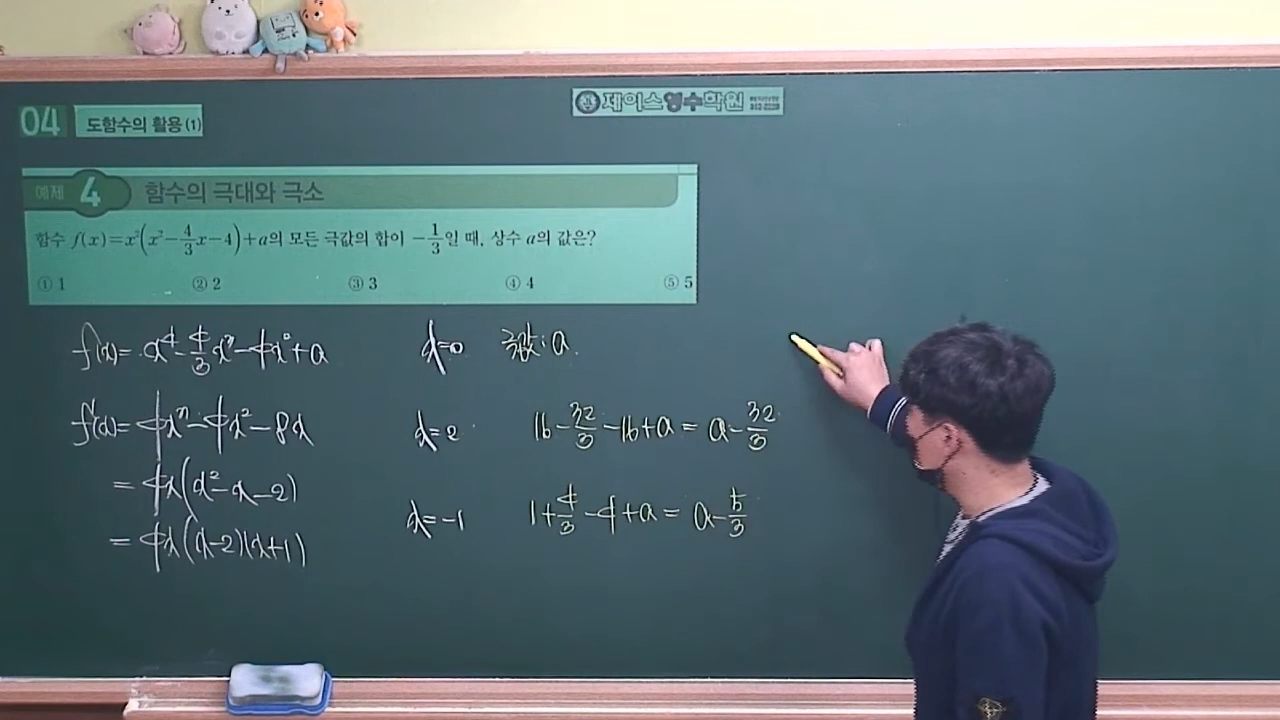 04 도함수의 활용(1)
제이스영수학원
예제 4 함수의 극대와 극소
함수 f(x)=x²(x²-4/3x-4)+a의 모든 극값의 합이 -1/3일 때, 상수 a의 값은?
① 1 ② 2 ③ 3 ④ 4 ⑤ 5
f(x)= x⁴-4/3x³-4x²+a
f'(x)= 4x³-4x²-8x
= 4x(x²-x-2)
= 4x(x-2)(x+1)
x=0 극값: a.
x=2 16-32/3-16+a = a-32/3
x=-1 1+4/3-4+a = a-5/3